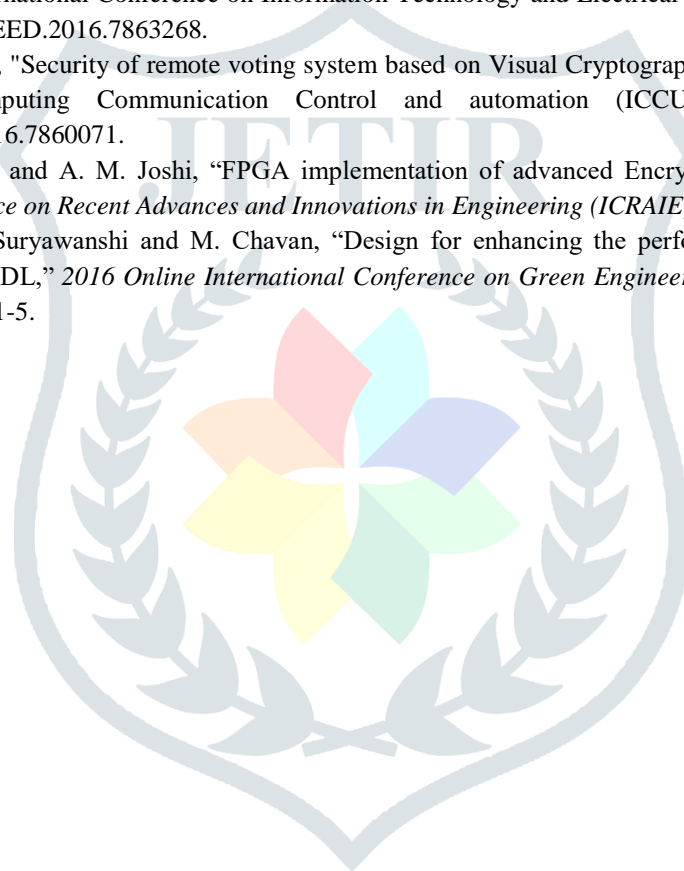 rnational Conference on Information Technology and Electrical
EED.2016.7863268.
, "Security of remote voting system based on Visual Cryptograp
puting Communication Control and automation (ICCU
16.7860071.
and A. M. Joshi, “FPGA implementation of advanced Encry
ce on Recent Advances and Innovations in Engineering (ICRAIE)
Suryawanshi and M. Chavan, “Design for enhancing the perfo
DL,” 2016 Online International Conference on Green Engineer
1-5.
JETIR